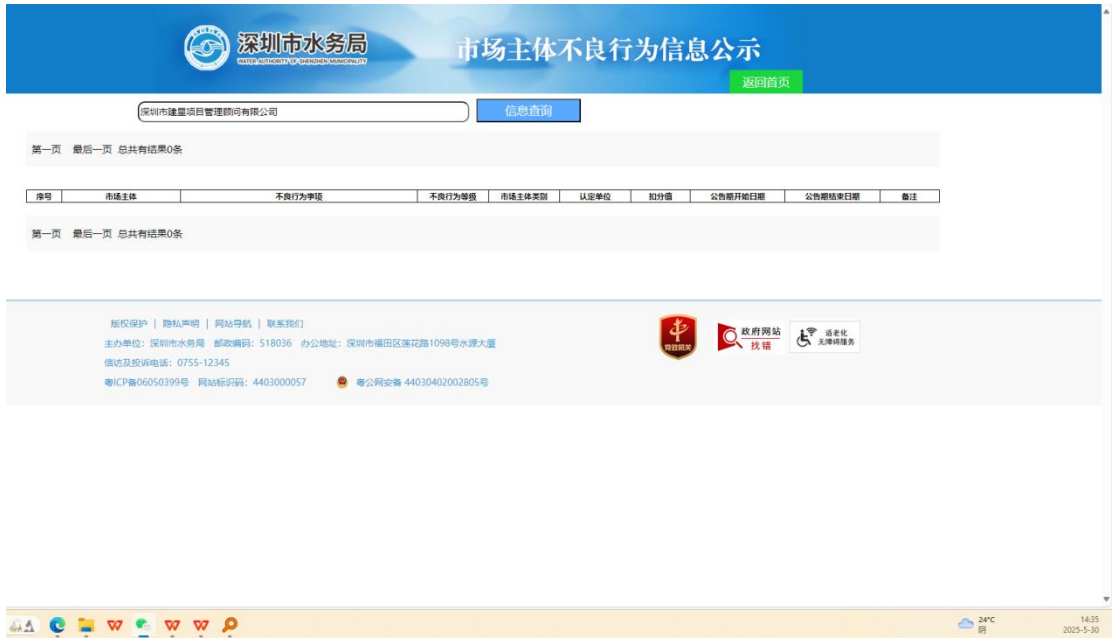 深圳市水务局
WATER AUTHORITY OF SHENZHEN MUNICIPALITY
市场主体不良行为信息公示
返回首页
深圳市建星项目管理顾问有限公司
信息查询
第一页 最后一页 总共有结果0条
序号 市场主体 不良行为事项 不良行为等级 市场主体类别 认定单位 扣分值 公告期开始日期 公告期结束日期 备注
第一页 最后一页 总共有结果0条
版权保护 | 隐私声明 | 网站导航 | 联系我们
主办单位：深圳市水务局 邮政编码：518036 办公地址：深圳市福田区莲花路1098号水源大厦
信访及投诉电话：0755-12345
粤ICP备06050399号 网站标识码：4403000057 粤公网安备 44030402002805号
党政机关
政府网站
找错
适老化
无障碍服务
24°C
阴
14:35
2025-5-30